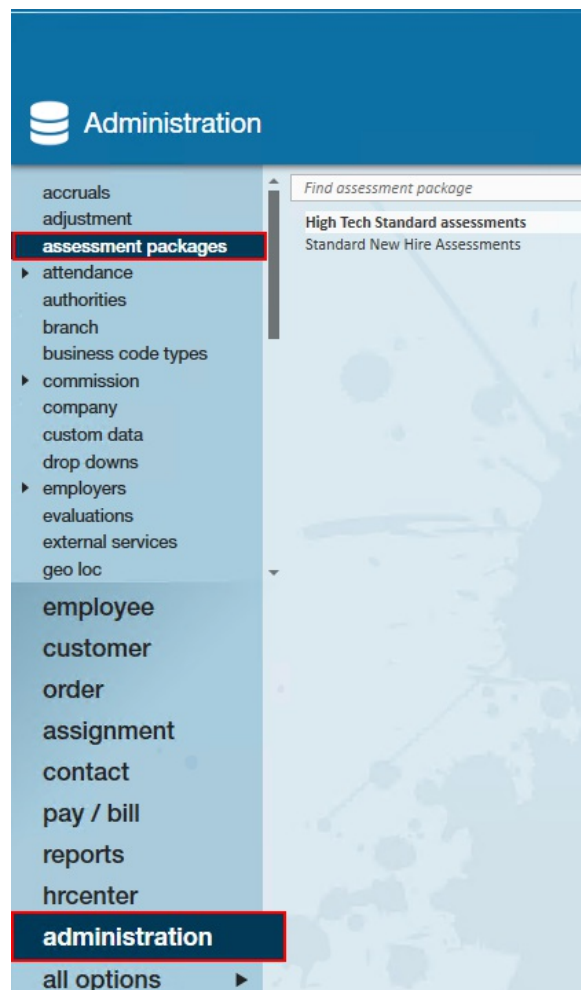 Administration
accruals
adjustment
assessment packages
attendance
authorities
branch
business code types
commission
company
custom data
drop downs
employers
evaluations
external services
geo loc
employee
customer
order
assignment
contact
pay / bill
reports
hrcenter
administration
all options
Find assessment package
High Tech Standard assessments
Standard New Hire Assessments